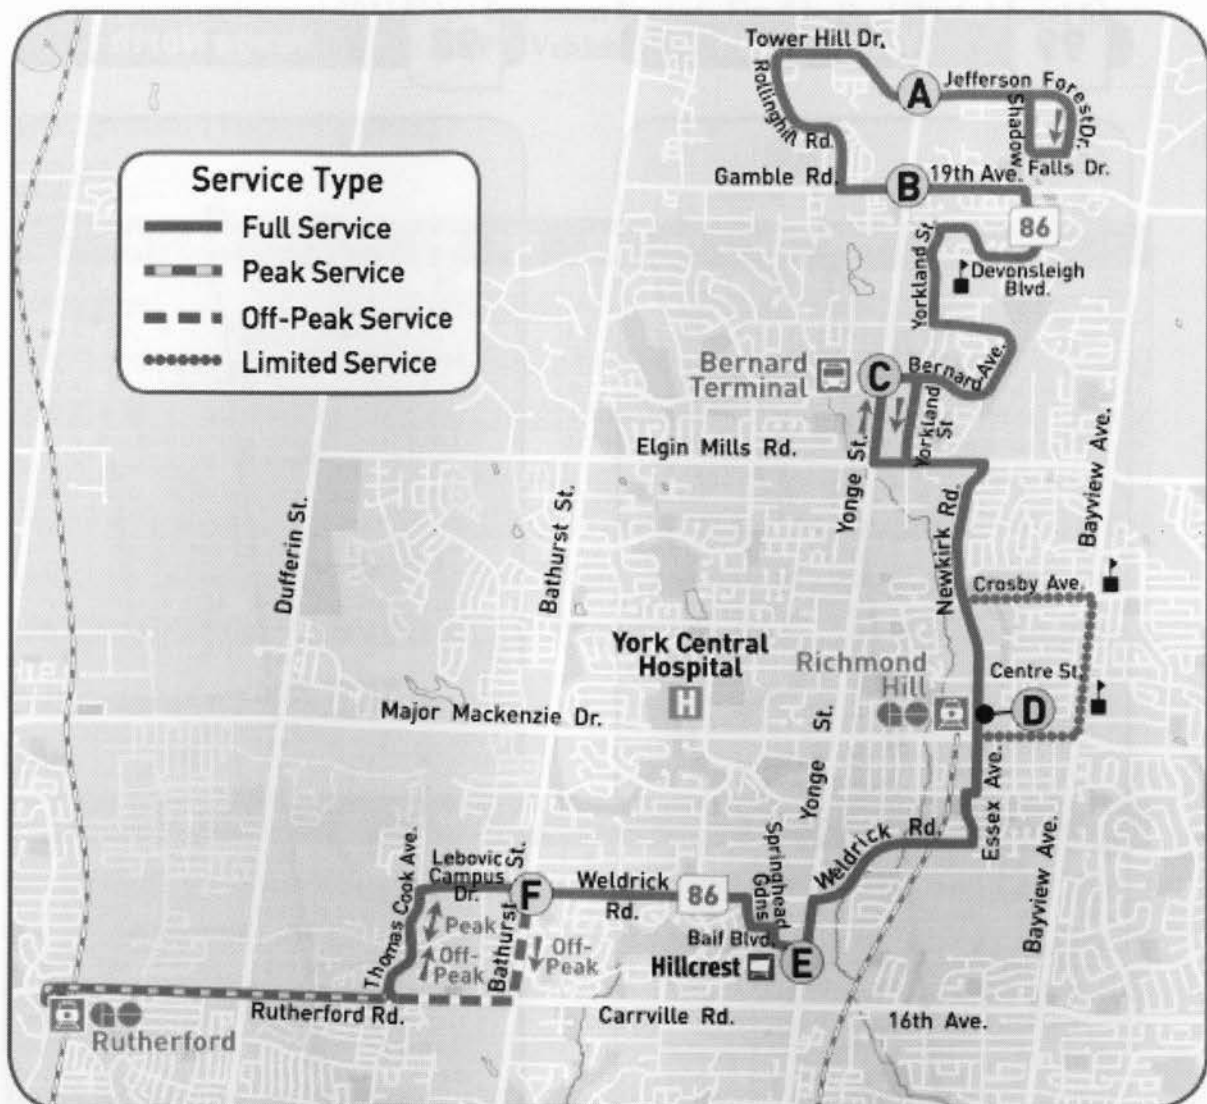 Tower Hill Dr.
A
Jefferson Forest Dr.
Rollinghill Rd.
Shadow
Falls Dr.
Gamble Rd.
B
19th Ave.
86
Service Type
Full Service
Peak Service
Off-Peak Service
Limited Service
Yorkland St.
Devonsleigh
Blvd.
Bernard
Terminal
C
Bernard Ave.
Yorkland
St
Elgin Mills Rd.
Yonge St.
Bayview Ave.
Newkirk Rd.
Dufferin St.
Bathurst St.
Crosby Ave.
York Central
Hospital
H
Richmond
Hill
Centre St.
D
Major Mackenzie Dr.
Yonge St.
Essex Ave.
Weldrick Rd.
Springhead
Gdns
Bayview Ave.
Thomas Cook Ave.
Lebovic
Campus
Dr.
Bathurst St.
F
Weldrick
Rd.
86
Peak
Off-
Peak
Off-
Peak
Baif Blvd.
Hillcrest
E
Rutherford Rd.
Carrville Rd.
16th Ave.
Rutherford